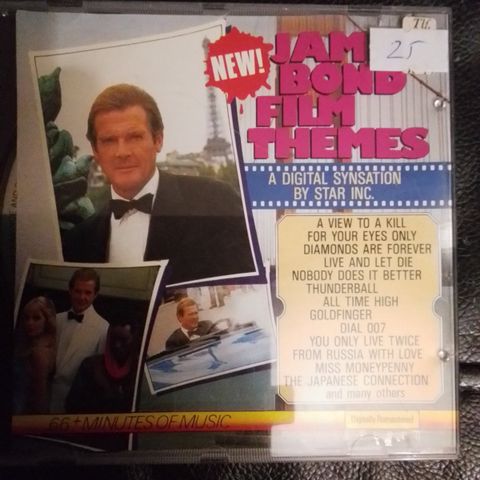 NEW!
25
BOND
FILM
THEMES
A DIGITAL SYNSATION
BY STAR INC.
A VIEW TO A KILL
FOR YOUR EYES ONLY
DIAMONDS ARE FOREVER
LIVE AND LET DIE
NOBODY DOES IT BETTER
THUNDERBALL
ALL TIME HIGH
GOLDFINGER
DIAL 007
YOU ONLY LIVE TWICE
FROM RUSSIA WITH LOVE
MISS MONEYPENNY
THE JAPANESE CONNECTION
and many others
66+ MINUTES OF MUSIC
Digitally Remastered